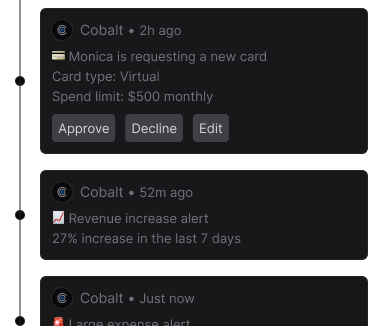 Cobalt • 2h ago
💳 Monica is requesting a new card
Card type: Virtual
Spend limit: $500 monthly
Approve Decline Edit
Cobalt • 52m ago
📈 Revenue increase alert
27% increase in the last 7 days
Cobalt • Just now
🚨 Large expense alert